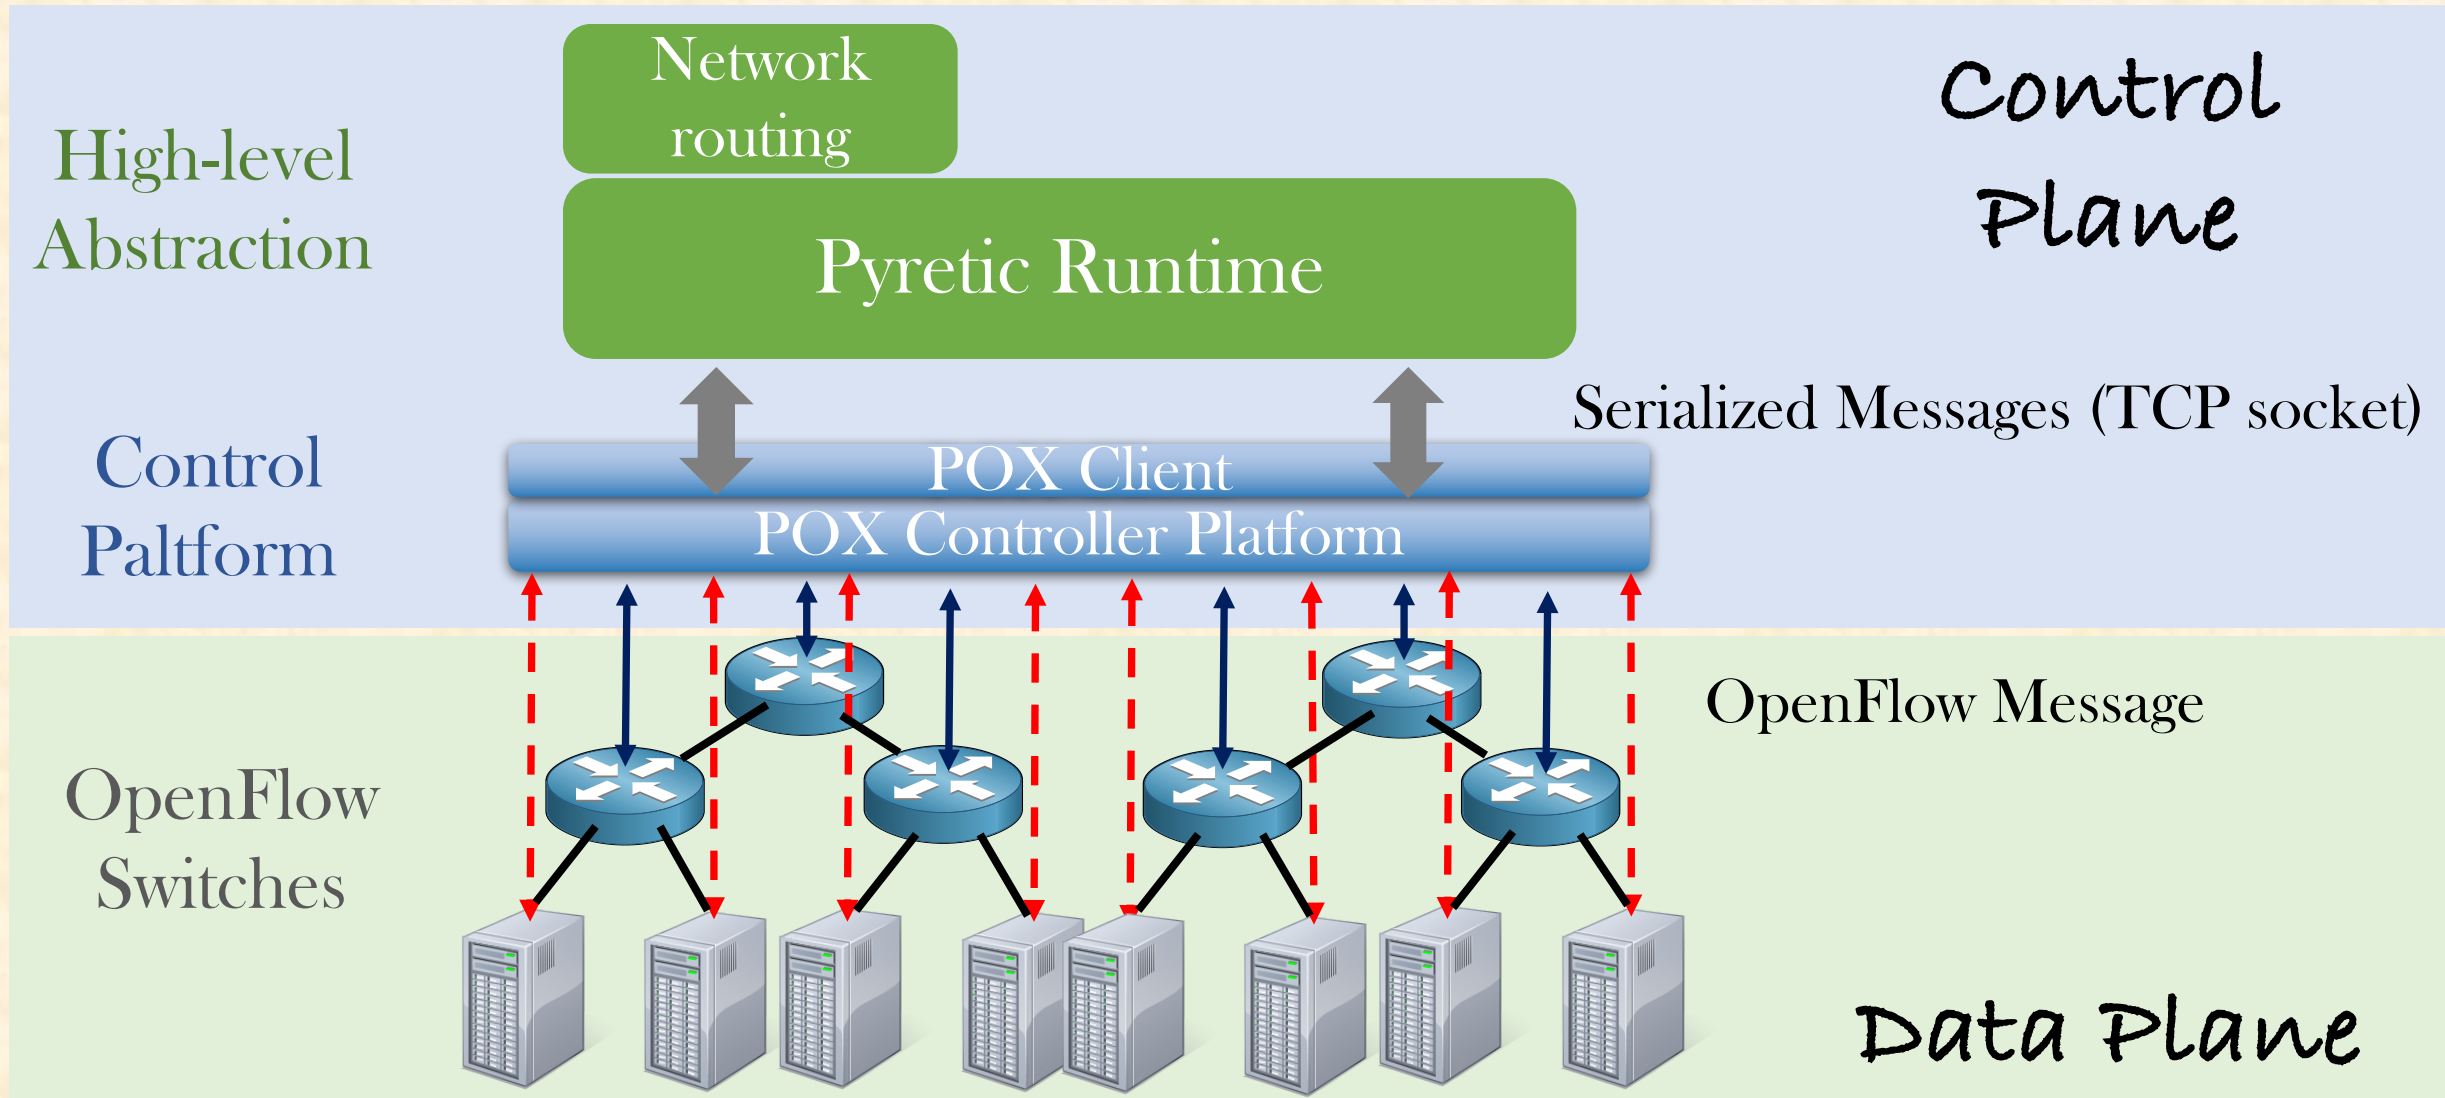 Network
routing
Control
Plane
High-level
Abstraction
Pyretic Runtime
Serialized Messages (TCP socket)
Control
Paltform
POX Client
POX Controller Platform
OpenFlow Message
OpenFlow
Switches
Data Plane